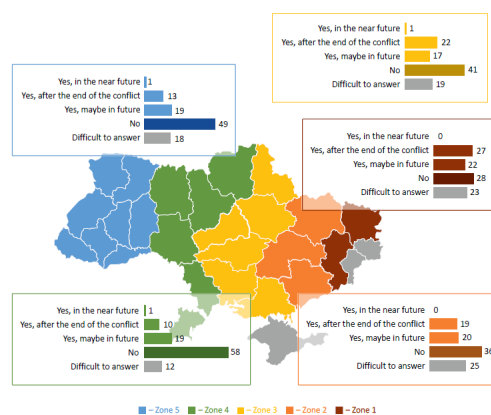 Yes, in the near future 1
Yes, after the end of the conflict 22
Yes, maybe in future 17
No 41
Difficult to answer 19
Yes, in the near future 1
Yes, after the end of the conflict 13
Yes, maybe in future 19
No 49
Difficult to answer 18
Yes, in the near future 0
Yes, after the end of the conflict 27
Yes, maybe in future 22
No 28
Difficult to answer 23
Yes, in the near future 1
Yes, after the end of the conflict 10
Yes, maybe in future 19
No 58
Difficult to answer 12
Yes, in the near future 0
Yes, after the end of the conflict 19
Yes, maybe in future 20
No 36
Difficult to answer 25
– Zone 5 – Zone 4 – Zone 3 – Zone 2 – Zone 1